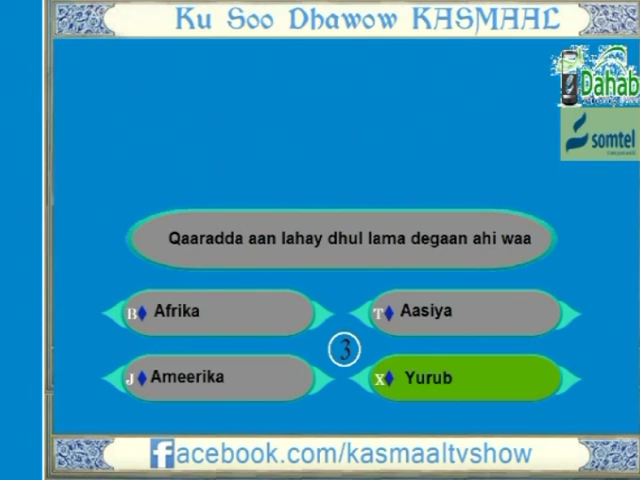 Ku Soo Dhawow KASMAAL
Dahab
somtel
Qaaradda aan lahay dhul lama degaan ahi waa
B Afrika
T Aasiya
3
J Ameerika
X Yurub
facebook.com/kasmaaltvshow